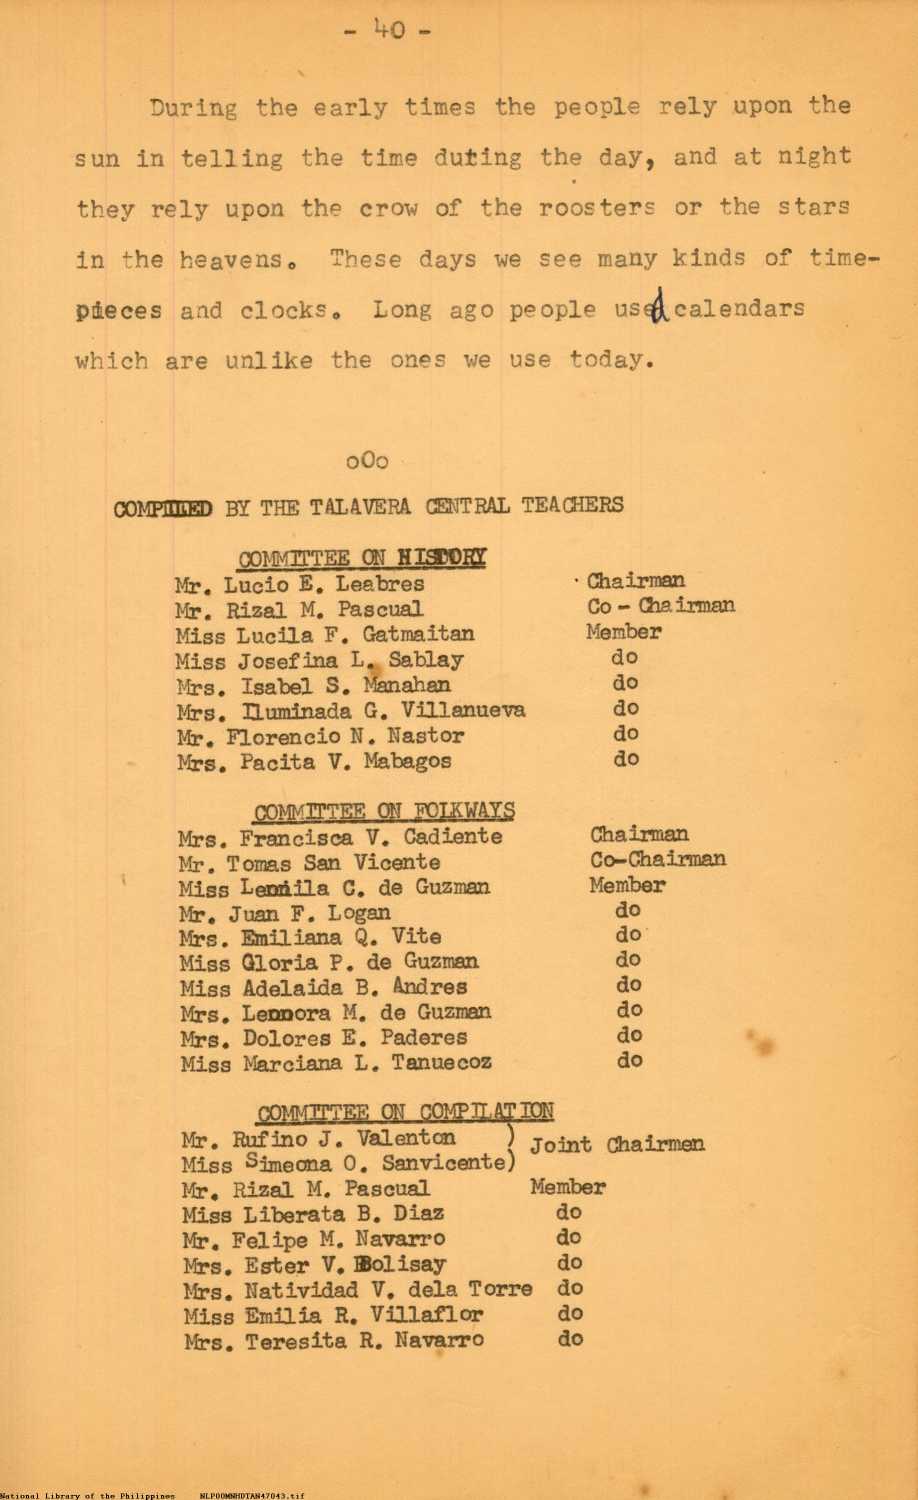 - 40 -
During the early times the people rely upon the
sun in telling the time duting the day, and at night
they rely upon the crow of the roosters or the stars
in the heavens. These days we see many kinds of time-
pieces and clocks. Long ago people used calendars
which are unlike the ones we use today.
oOo
COMPILED BY THE TALAVERA CENTRAL TEACHERS
COMMITTEE ON HISTORY
Mr. Lucio E. Leabres Chairman
Mr. Rizal M. Pascual Co - Chairman
Miss Lucila F. Gatmaitan Member
Miss Josefina L. Sablay do
Mrs. Isabel S. Manahan do
Mrs. Iluminada G. Villanueva do
Mr. Florencio N. Nastor do
Mrs. Pacita V. Mabagos do
COMMITTEE ON FOLKWAYS
Mrs. Francisca V. Cadiente Chairman
Mr. Tomas San Vicente Co-Chairman
Miss C. de Guzman Member
Mr. Juan F. Logan do
Mrs. Emiliana Q. Vite do
Miss Gloria P. de Guzman do
Miss Adelaida B. Andres do
Mrs. Lennora M. de Guzman do
Mrs. Dolores E. Paderes do
Miss Marciana L. Tanuecoz do
COMMITTEE ON COMPILATION
Mr. Rufino J. Valenton ) Joint Chairmen
Miss Simeona O. Sanvicente)
Mr. Rizal M. Pascual Member
Miss Liberata B. Diaz do
Mr. Felipe M. Navarro do
Mrs. Ester V. Bolisay do
Mrs. Natividad V. dela Torre do
Miss Emilia R. Villaflor do
Mrs. Teresita R. Navarro do
National Library of the Philippines NLPOOMNHDTAN47043.tif